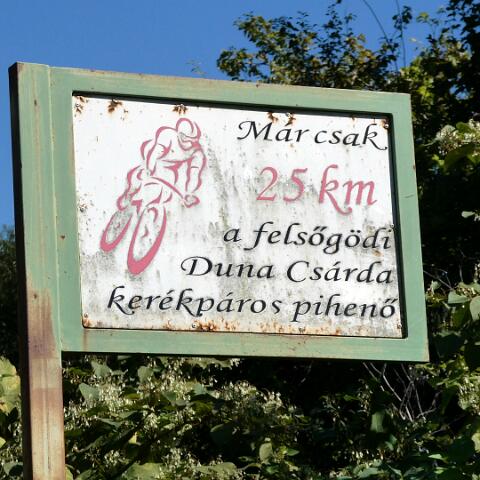 Már csak
25 km
a felsőgödi
Duna Csárda
kerékpáros pihenő